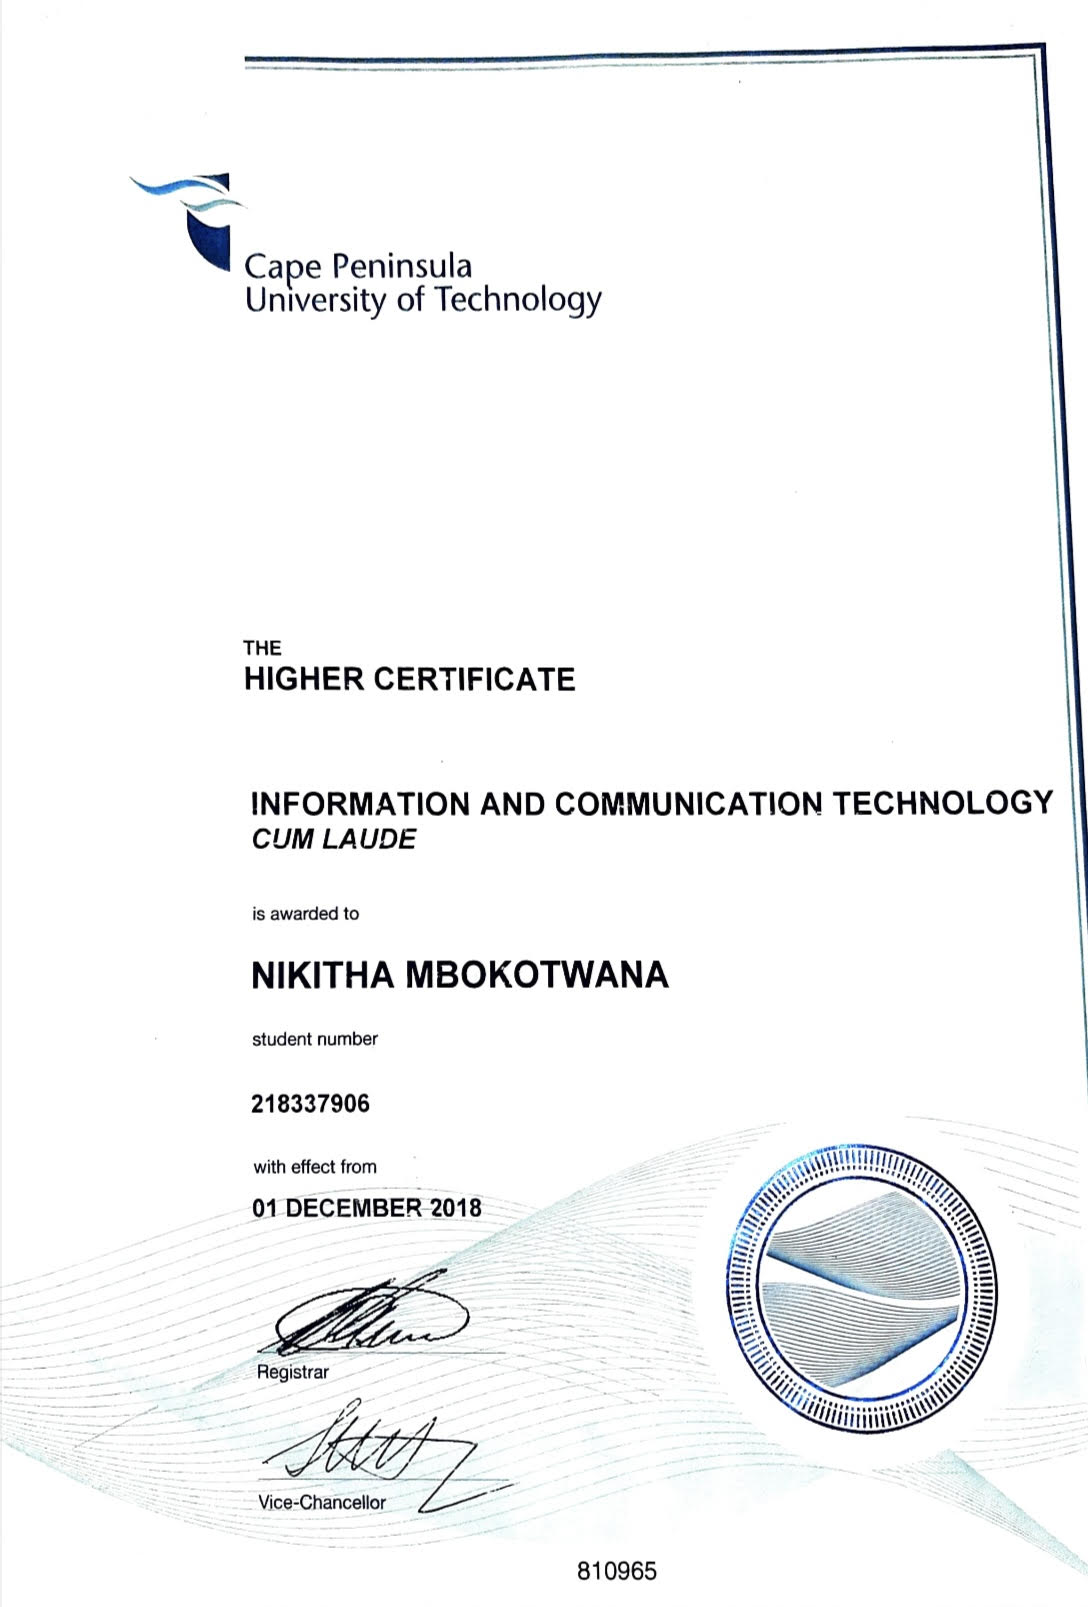 Cape Peninsula
University of Technology
THE
HIGHER CERTIFICATE
INFORMATION AND COMMUNICATION TECHNOLOGY
CUM LAUDE
is awarded to
NIKITHA MBOKOTWANA
student number
218337906
with effect from
01 DECEMBER 2018
Registrar
Vice-Chancellor
810965